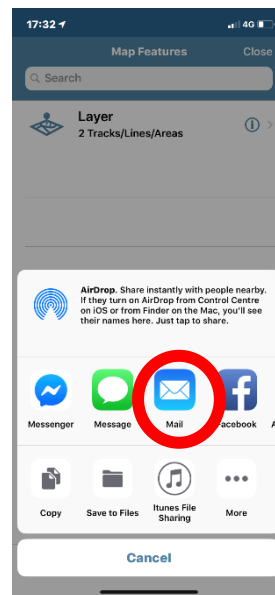 17:32 4G
Map Features Close
Search
Layer
2 Tracks/Lines/Areas
AirDrop. Share instantly with people nearby.
If they turn on AirDrop from Control Centre
on iOS or from Finder on the Mac, you'll see
their names here. Just tap to share.
Messenger Message Mail Facebook A
Copy Save to Files Itunes File
Sharing More
Cancel